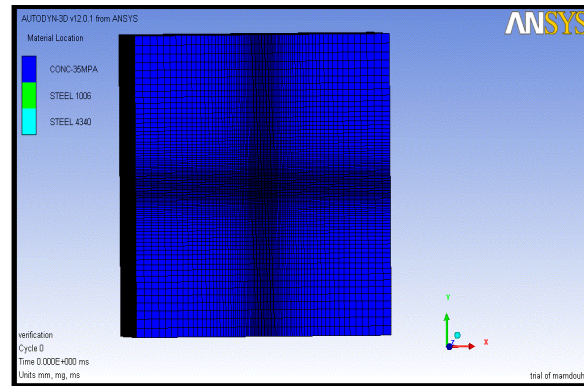 AUTODYN-3D v12.0.1 from ANSYS
ANSYS
Material Location
CONC-35MPA
STEEL 1006
STEEL 4340
Y
Z
X
verification
Cycle 0
Time 0.000E+000 ms
Units mm, mg, ms
trial of mamdouh